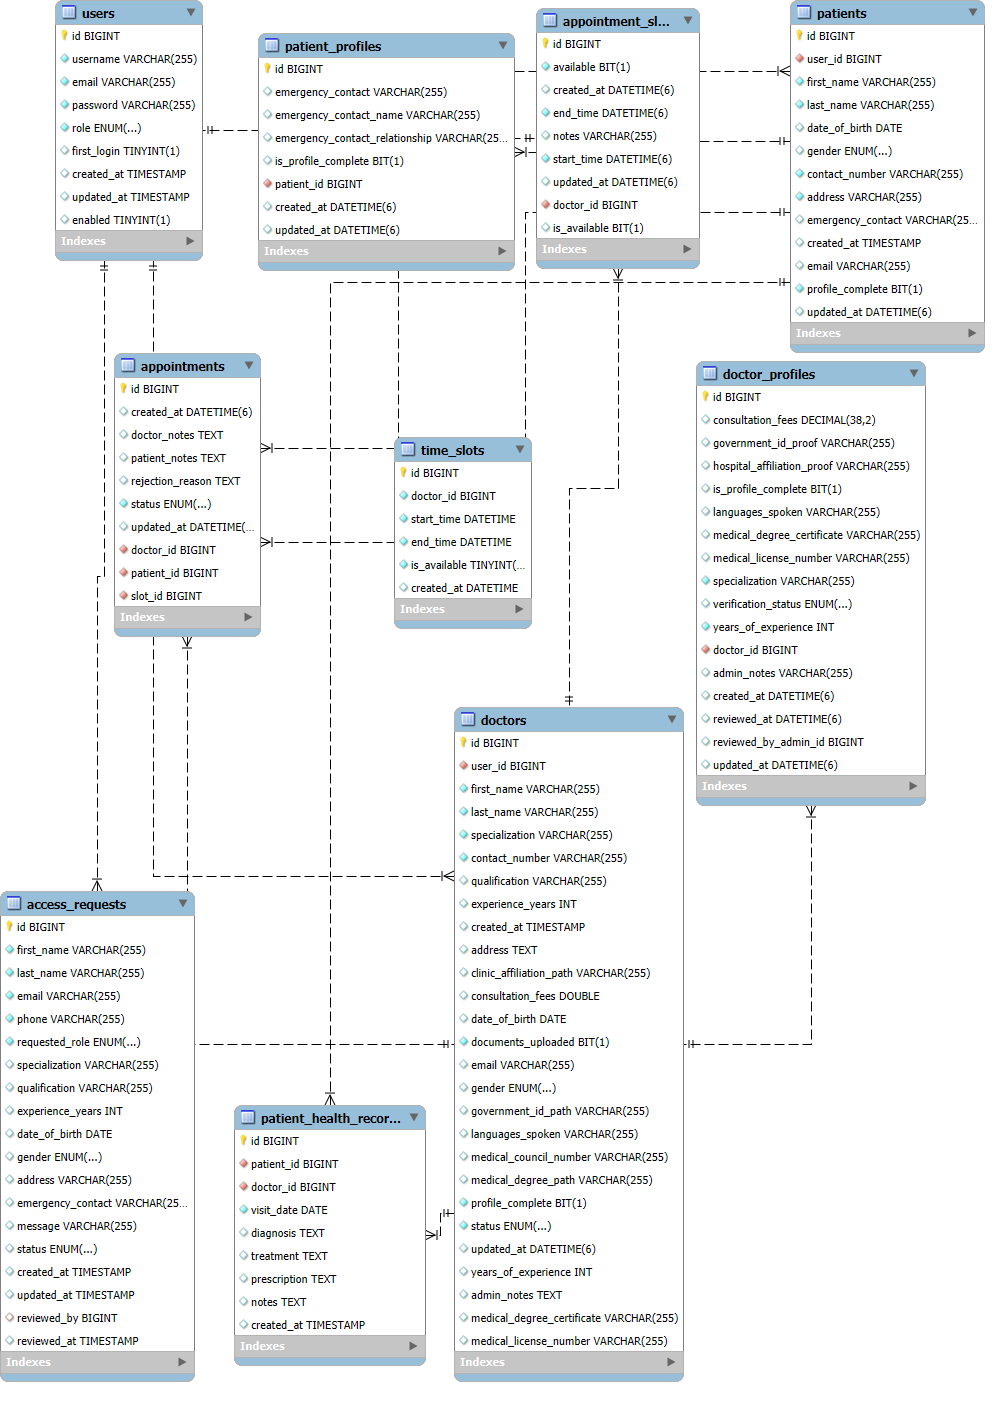 users
id BIGINT
username VARCHAR(255)
email VARCHAR(255)
password VARCHAR(255)
role ENUM(...)
first_login TINYINT(1)
created_at TIMESTAMP
updated_at TIMESTAMP
enabled TINYINT(1)
Indexes
patient_profiles
id BIGINT
emergency_contact VARCHAR(255)
emergency_contact_name VARCHAR(255)
emergency_contact_relationship VARCHAR(25...
is_profile_complete BIT(1)
patient_id BIGINT
created_at DATETIME(6)
updated_at DATETIME(6)
Indexes
appointment_sl...
id BIGINT
available BIT(1)
created_at DATETIME(6)
end_time DATETIME(6)
notes VARCHAR(255)
start_time DATETIME(6)
updated_at DATETIME(6)
doctor_id BIGINT
is_available BIT(1)
Indexes
patients
id BIGINT
user_id BIGINT
first_name VARCHAR(255)
last_name VARCHAR(255)
date_of_birth DATE
gender ENUM(...)
contact_number VARCHAR(255)
address VARCHAR(255)
emergency_contact VARCHAR(25...
created_at TIMESTAMP
email VARCHAR(255)
profile_complete BIT(1)
updated_at DATETIME(6)
Indexes
appointments
id BIGINT
created_at DATETIME(6)
doctor_notes TEXT
patient_notes TEXT
rejection_reason TEXT
status ENUM(...)
updated_at DATETIME(...
doctor_id BIGINT
patient_id BIGINT
slot_id BIGINT
Indexes
time_slots
id BIGINT
doctor_id BIGINT
start_time DATETIME
end_time DATETIME
is_available TINYINT(...
created_at DATETIME
Indexes
doctor_profiles
id BIGINT
consultation_fees DECIMAL(38,2)
government_id_proof VARCHAR(255)
hospital_affiliation_proof VARCHAR(255)
is_profile_complete BIT(1)
languages_spoken VARCHAR(255)
medical_degree_certificate VARCHAR(255)
medical_license_number VARCHAR(255)
specialization VARCHAR(255)
verification_status ENUM(...)
years_of_experience INT
doctor_id BIGINT
admin_notes VARCHAR(255)
created_at DATETIME(6)
reviewed_at DATETIME(6)
reviewed_by_admin_id BIGINT
updated_at DATETIME(6)
Indexes
doctors
id BIGINT
user_id BIGINT
first_name VARCHAR(255)
last_name VARCHAR(255)
specialization VARCHAR(255)
contact_number VARCHAR(255)
qualification VARCHAR(255)
experience_years INT
created_at TIMESTAMP
address TEXT
clinic_affiliation_path VARCHAR(255)
consultation_fees DOUBLE
date_of_birth DATE
documents_uploaded BIT(1)
email VARCHAR(255)
gender ENUM(...)
government_id_path VARCHAR(255)
languages_spoken VARCHAR(255)
medical_council_number VARCHAR(255)
medical_degree_path VARCHAR(255)
profile_complete BIT(1)
status ENUM(...)
updated_at DATETIME(6)
years_of_experience INT
admin_notes TEXT
medical_degree_certificate VARCHAR(255)
medical_license_number VARCHAR(255)
Indexes
access_requests
id BIGINT
first_name VARCHAR(255)
last_name VARCHAR(255)
email VARCHAR(255)
phone VARCHAR(255)
requested_role ENUM(...)
specialization VARCHAR(255)
qualification VARCHAR(255)
experience_years INT
date_of_birth DATE
gender ENUM(...)
address VARCHAR(255)
emergency_contact VARCHAR(25...
message VARCHAR(255)
status ENUM(...)
created_at TIMESTAMP
updated_at TIMESTAMP
reviewed_by BIGINT
reviewed_at TIMESTAMP
Indexes
patient_health_recor...
id BIGINT
patient_id BIGINT
doctor_id BIGINT
visit_date DATE
diagnosis TEXT
treatment TEXT
prescription TEXT
notes TEXT
created_at TIMESTAMP
Indexes